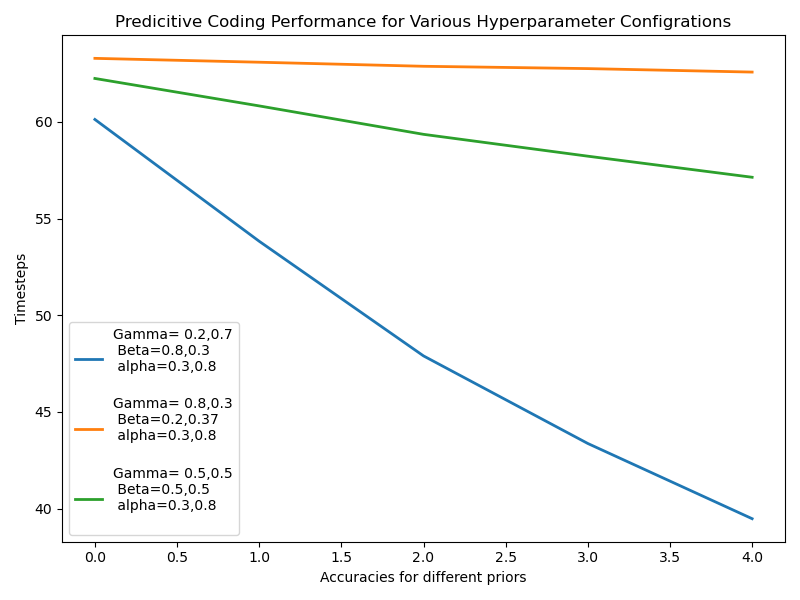 Predicitive Coding Performance for Various Hyperparameter Configrations
Timesteps
60
55
50
45
40
Gamma= 0.2,0.7
Beta=0.8,0.3
alpha=0.3,0.8
Gamma= 0.8,0.3
Beta=0.2,0.37
alpha=0.3,0.8
Gamma= 0.5,0.5
Beta=0.5,0.5
alpha=0.3,0.8
0.0 0.5 1.0 1.5 2.0 2.5 3.0 3.5 4.0
Accuracies for different priors